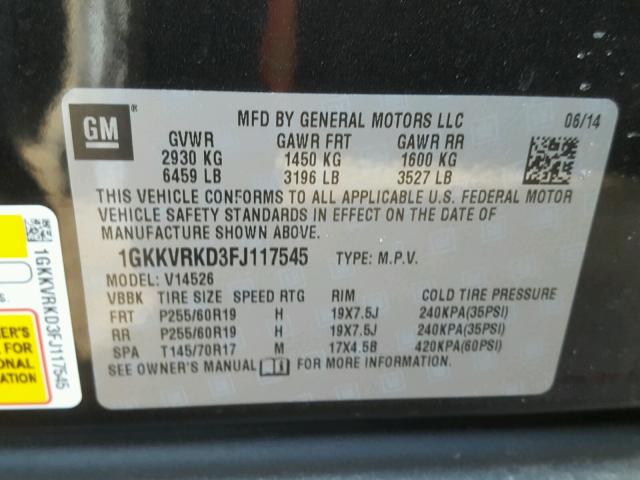 GM
®
MFD BY GENERAL MOTORS LLC
06/14
GVWR GAWR FRT GAWR RR
2930 KG 1450 KG 1600 KG
6459 LB 3196 LB 3527 LB
THIS VEHICLE CONFORMS TO ALL APPLICABLE U.S. FEDERAL MOTOR
VEHICLE SAFETY STANDARDS IN EFFECT ON THE DATE OF
MANUFACTURE SHOWN ABOVE.
1GKKVRKD3FJ117545 TYPE: M.P.V.
MODEL: V14526
VBBK TIRE SIZE SPEED RTG RIM COLD TIRE PRESSURE
FRT P255/60R19 H 19X7.5J 240KPA(35PSI)
RR P255/60R19 H 19X7.5J 240KPA(35PSI)
SPA T145/70R17 M 17X4.5B 420KPA(60PSI)
SEE OWNER'S MANUAL FOR MORE INFORMATION.
1GKKVRKD3FJ117545
s.
ER'S
FOR
NAL
ATION